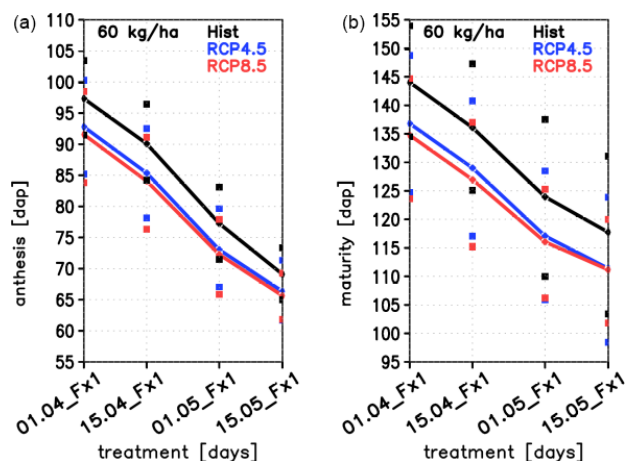 (a)
60 kg/ha Hist
RCP4.5
RCP8.5
110
105
100
95
90
85
80
75
70
65
60
55
anthesis [dap]
01.04_Fx1
15.04_Fx1
01.05_Fx1
15.05_Fx1
treatment [days]
(b)
60 kg/ha Hist
RCP4.5
RCP8.5
155
150
145
140
135
130
125
120
115
110
105
100
95
maturity [dap]
01.04_Fx1
15.04_Fx1
01.05_Fx1
15.05_Fx1
treatment [days]